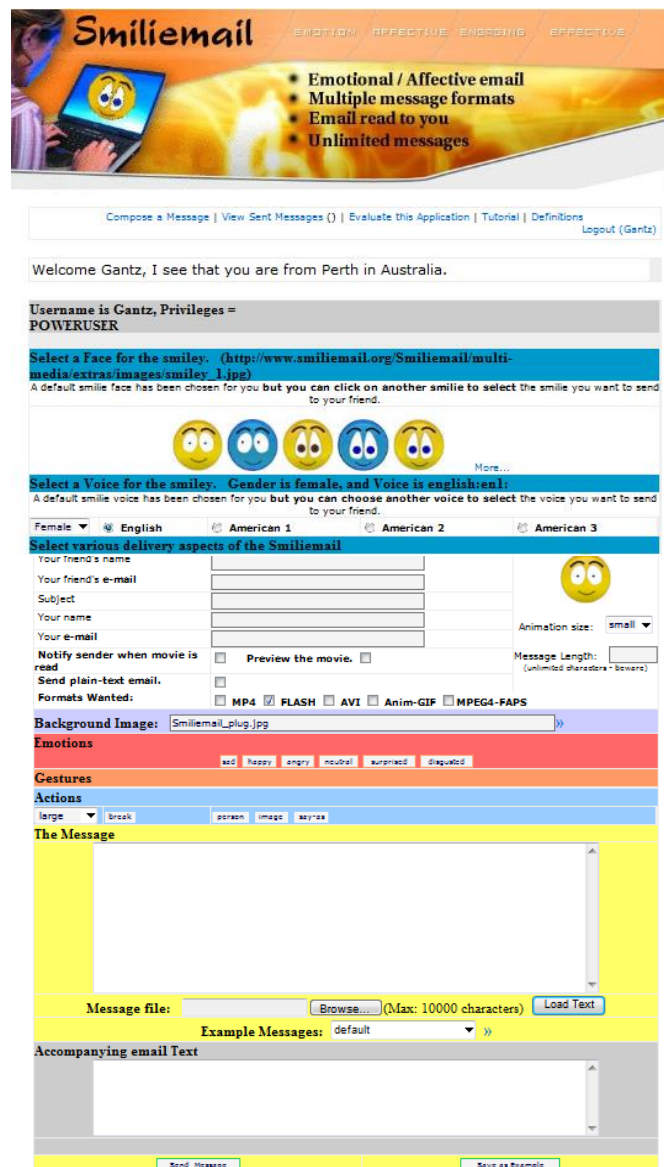 Smiliemail
EMOTION AFFECTIVE ENGAGING EFFECTIVE
• Emotional / Affective email
• Multiple message formats
• Email read to you
• Unlimited messages
Compose a Message | View Sent Messages () | Evaluate this Application | Tutorial | Definitions
Logout (Gantz)
Welcome Gantz, I see that you are from Perth in Australia.
Username is Gantz, Privileges =
POWERUSER
Select a Face for the smiley. (http://www.smiliemail.org/Smiliemail/multi-
media/extras/images/smiley_1.jpg)
A default smilie face has been chosen for you but you can click on another smilie to select the smilie you want to send
to your friend.
More...
Select a Voice for the smiley. Gender is female, and Voice is english:en1:
A default smilie voice has been chosen for you but you can choose another voice to select the voice you want to send
to your friend.
Female English American 1 American 2 American 3
Select various delivery aspects of the Smiliemail
Your friend's name
Your friend's e-mail
Subject
Your name
Animation size: small
Your e-mail
Notify sender when movie is
read
Preview the movie.
Message Length:
(unlimited characters - beware)
Send plain-text email.
Formats Wanted: MP4 FLASH AVI Anim-GIF MPEG4-FAPS
Background Image: Smiliemail_plug.jpg »
Emotions
sad happy angry neutral surprised disgusted
Gestures
Actions
large break person image say-as
The Message
Message file: Browse... (Max: 10000 characters) Load Text
Example Messages: default »
Accompanying email Text
Send Message Save as Example